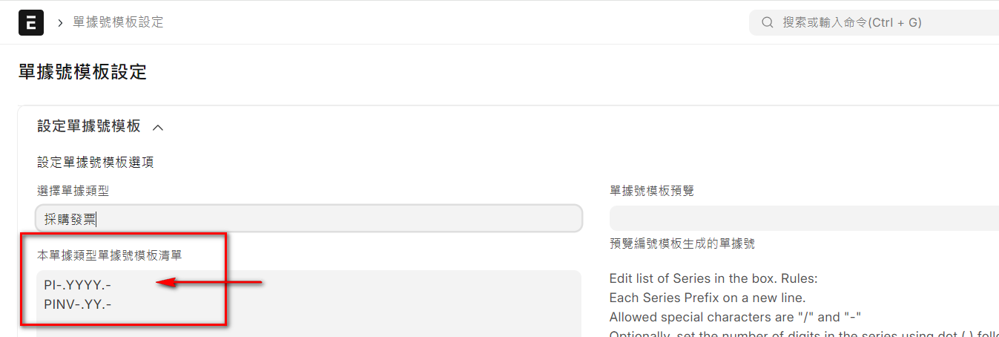 E > 單據號模板設定
搜索或輸入命令(Ctrl + G)
單據號模板設定
設定單據號模板
設定單據號模板選項
選擇單據類型
採購發票
本單據類型單據號模板清單
PI-.YYYY.-
PINV-.YY.-
單據號模板預覽
預覽編號模板生成的單據號
Edit list of Series in the box. Rules:
Each Series Prefix on a new line.
Allowed special characters are "/" and "-"
Optionally, set the number of digits in the series using dot (.)